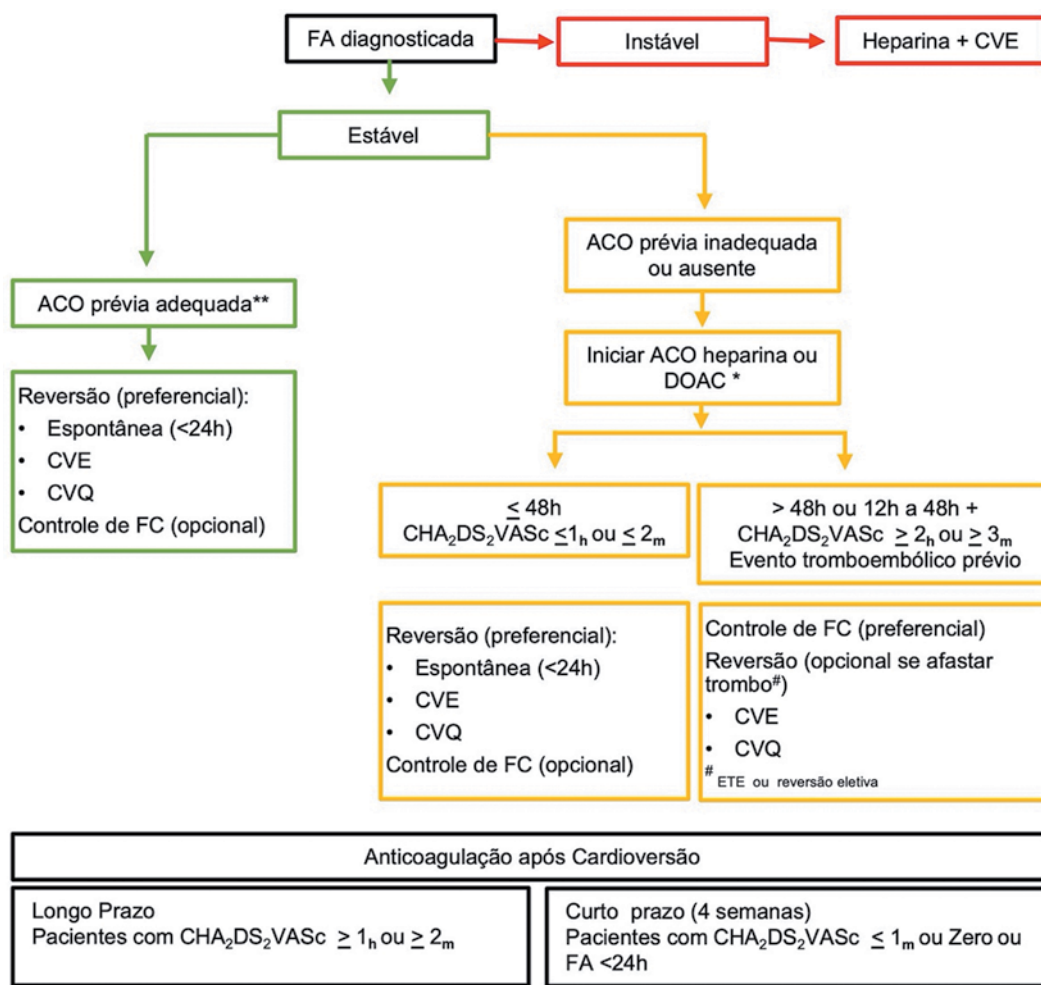 FA diagnosticada
Instável
Heparina + CVE
Estável
ACO prévia inadequada
ou ausente
ACO prévia adequada**
Iniciar ACO heparina ou
DOAC *
Reversão (preferencial):
• Espontânea (<24h)
• CVE
• CVQ
Controle de FC (opcional)
≤ 48h
CHA₂DS₂VASc ≤1ₕ ou ≤ 2ₘ
> 48h ou 12h a 48h +
CHA₂DS₂VASc ≥ 2ₕ ou ≥ 3ₘ
Evento tromboembólico prévio
Reversão (preferencial):
• Espontânea (<24h)
• CVE
• CVQ
Controle de FC (opcional)
Controle de FC (preferencial)
Reversão (opcional se afastar
trombo#)
• CVE
• CVQ
# ETE ou reversão eletiva
Anticoagulação após Cardioversão
Longo Prazo
Pacientes com CHA₂DS₂VASc ≥ 1ₕ ou ≥ 2ₘ
Curto prazo (4 semanas)
Pacientes com CHA₂DS₂VASc ≤ 1ₘ ou Zero ou
FA <24h